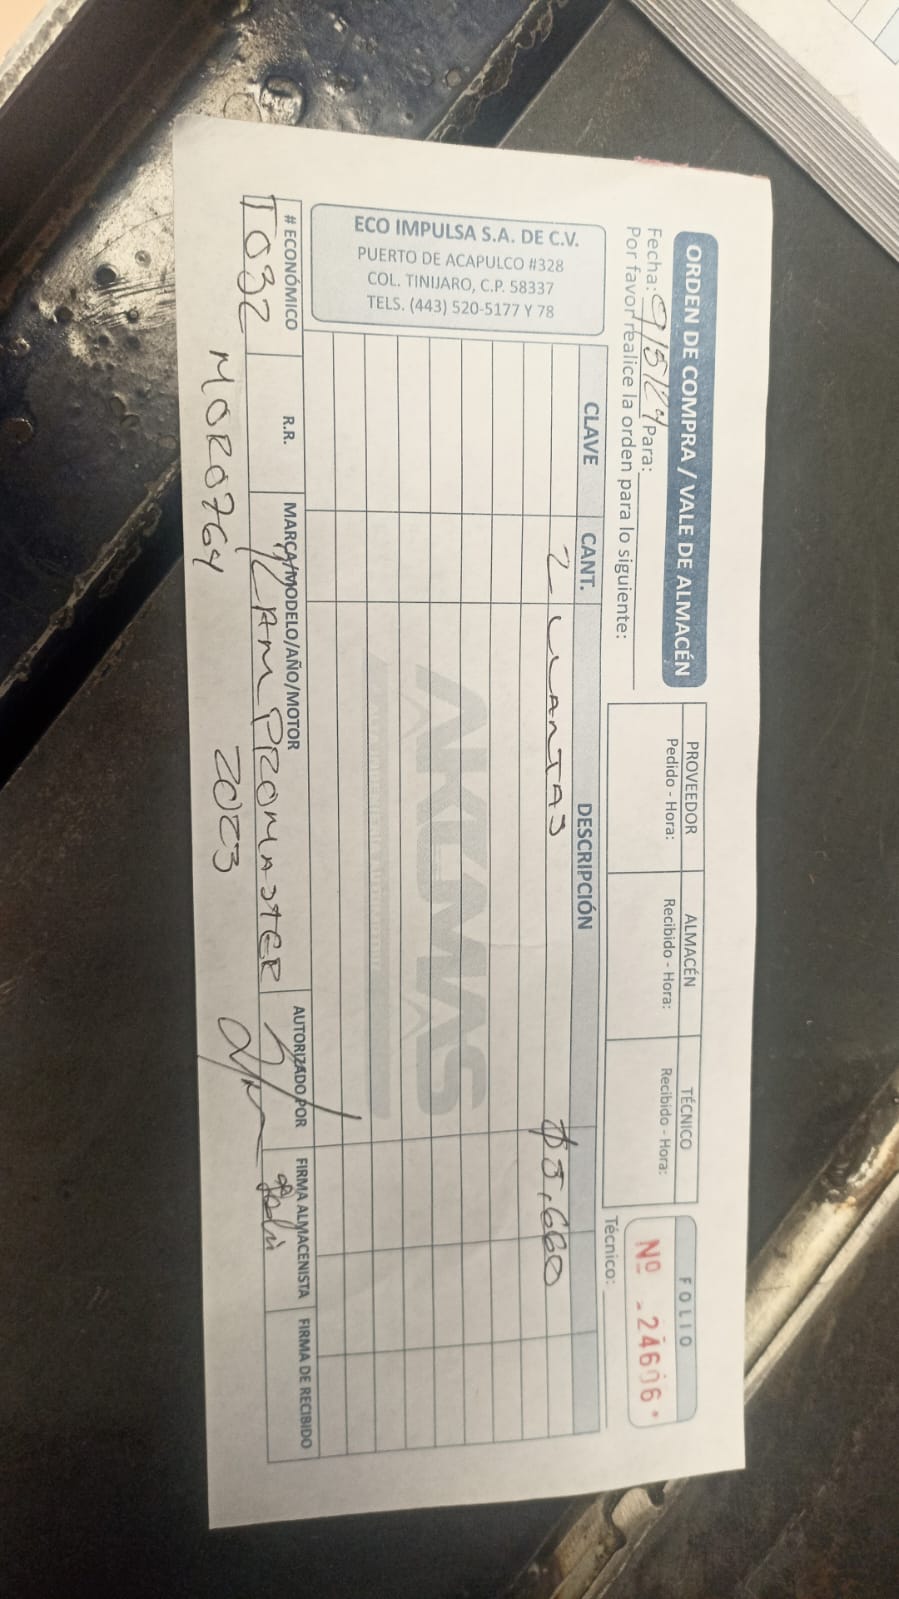 ORDEN DE COMPRA / VALE DE ALMACÉN
Fecha: 9/5/24 Para:
Por favor realice la orden para lo siguiente:
PROVEEDOR ALMACÉN TÉCNICO
Pedido - Hora: Recibido - Hora: Recibido - Hora:
FOLIO
Nº 24606
Técnico:
ECO IMPULSA S.A. DE C.V.
PUERTO DE ACAPULCO #328
COL. TINIJARO, C.P. 58337
TELS. (443) 520-5177 Y 78
CLAVE CANT. DESCRIPCIÓN
2 LLANTAS $5,660
AKUMAS
# ECONÓMICO R.R. MARCA/MODELO/AÑO/MOTOR AUTORIZADO POR FIRMA ALMACENISTA FIRMA DE RECIBIDO
T032 RAM PROMASTER
MOR0764 2023